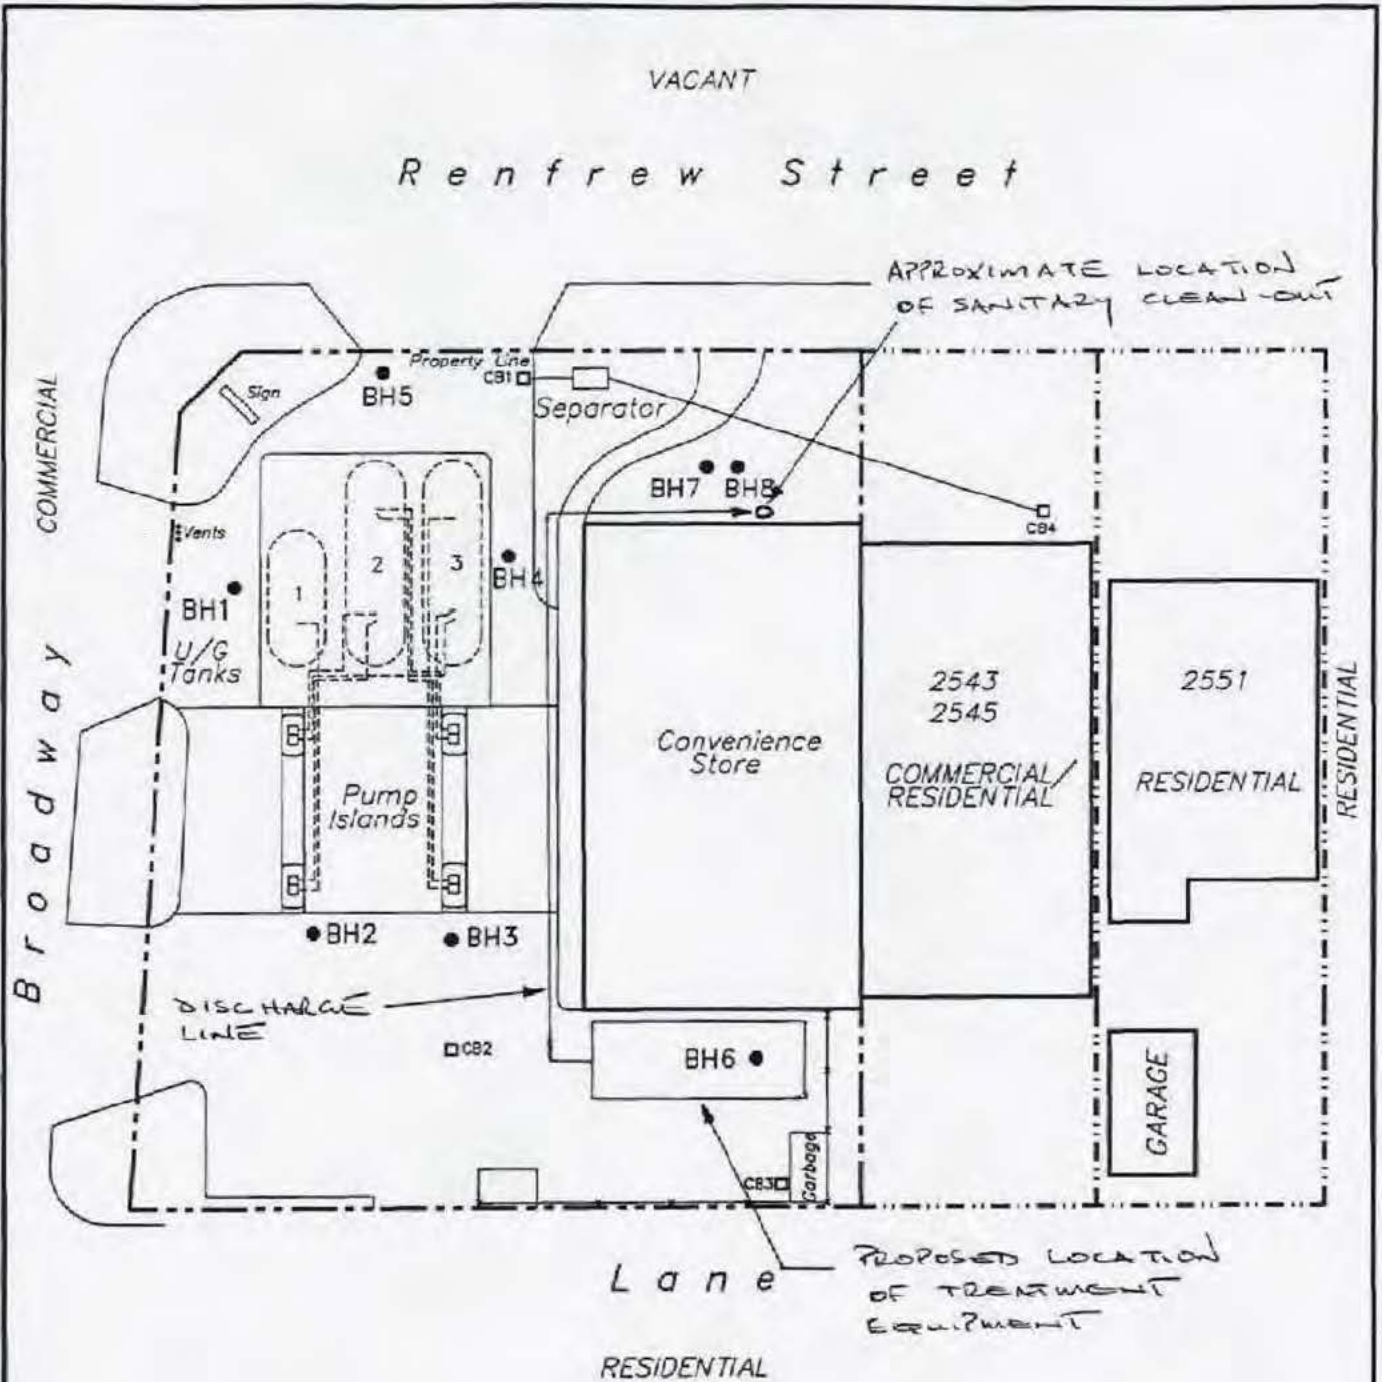 VACANT
Renfrew Street
APPROXIMATE LOCATION
OF SANITARY CLEAN-OUT
COMMERCIAL
Sign
BH5
Property Line
CB1
Separator
BH7 BH8
CB4
Vents
1
2
3
BH4
BH1
U/G
Tanks
Broadway
Pump
Islands
Convenience
Store
2543
2545
COMMERCIAL/
RESIDENTIAL
2551
RESIDENTIAL
RESIDENTIAL
BH2
BH3
DISCHARGE
LINE
CB2
BH6
GARAGE
CB3
Garbage
Lane
PROPOSED LOCATION
OF TREATMENT
EQUIPMENT
RESIDENTIAL